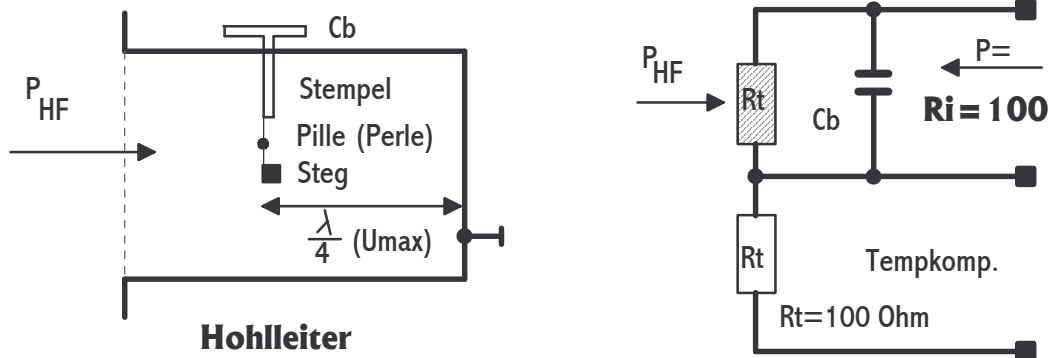 Cb
P HF
Stempel
Pille (Perle)
Steg
λ/4 (Umax)
Hohlleiter
P HF
Rt
Cb
P=
Ri = 100
Rt
Tempkomp.
Rt=100 Ohm